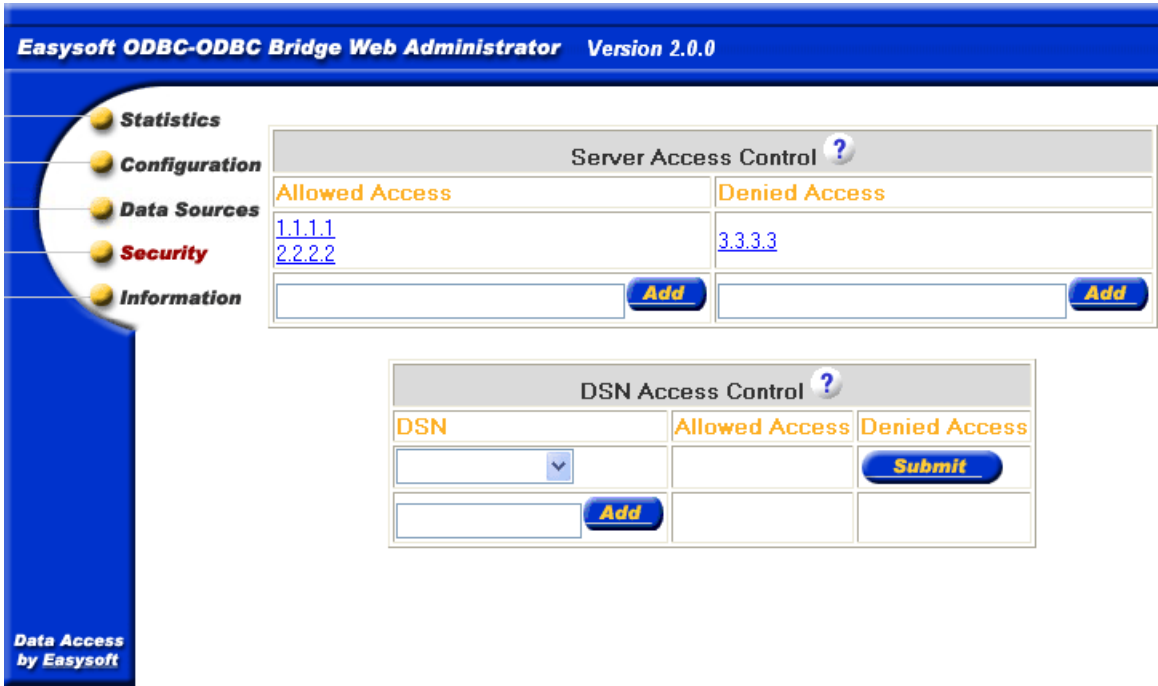 Easysoft ODBC-ODBC Bridge Web Administrator Version 2.0.0
Statistics
Configuration
Data Sources
Security
Information
Server Access Control ?
Allowed Access Denied Access
1.1.1.1
2.2.2.2
3.3.3.3
Add Add
DSN Access Control ?
DSN Allowed Access Denied Access
Submit
Add
Data Access
by Easysoft